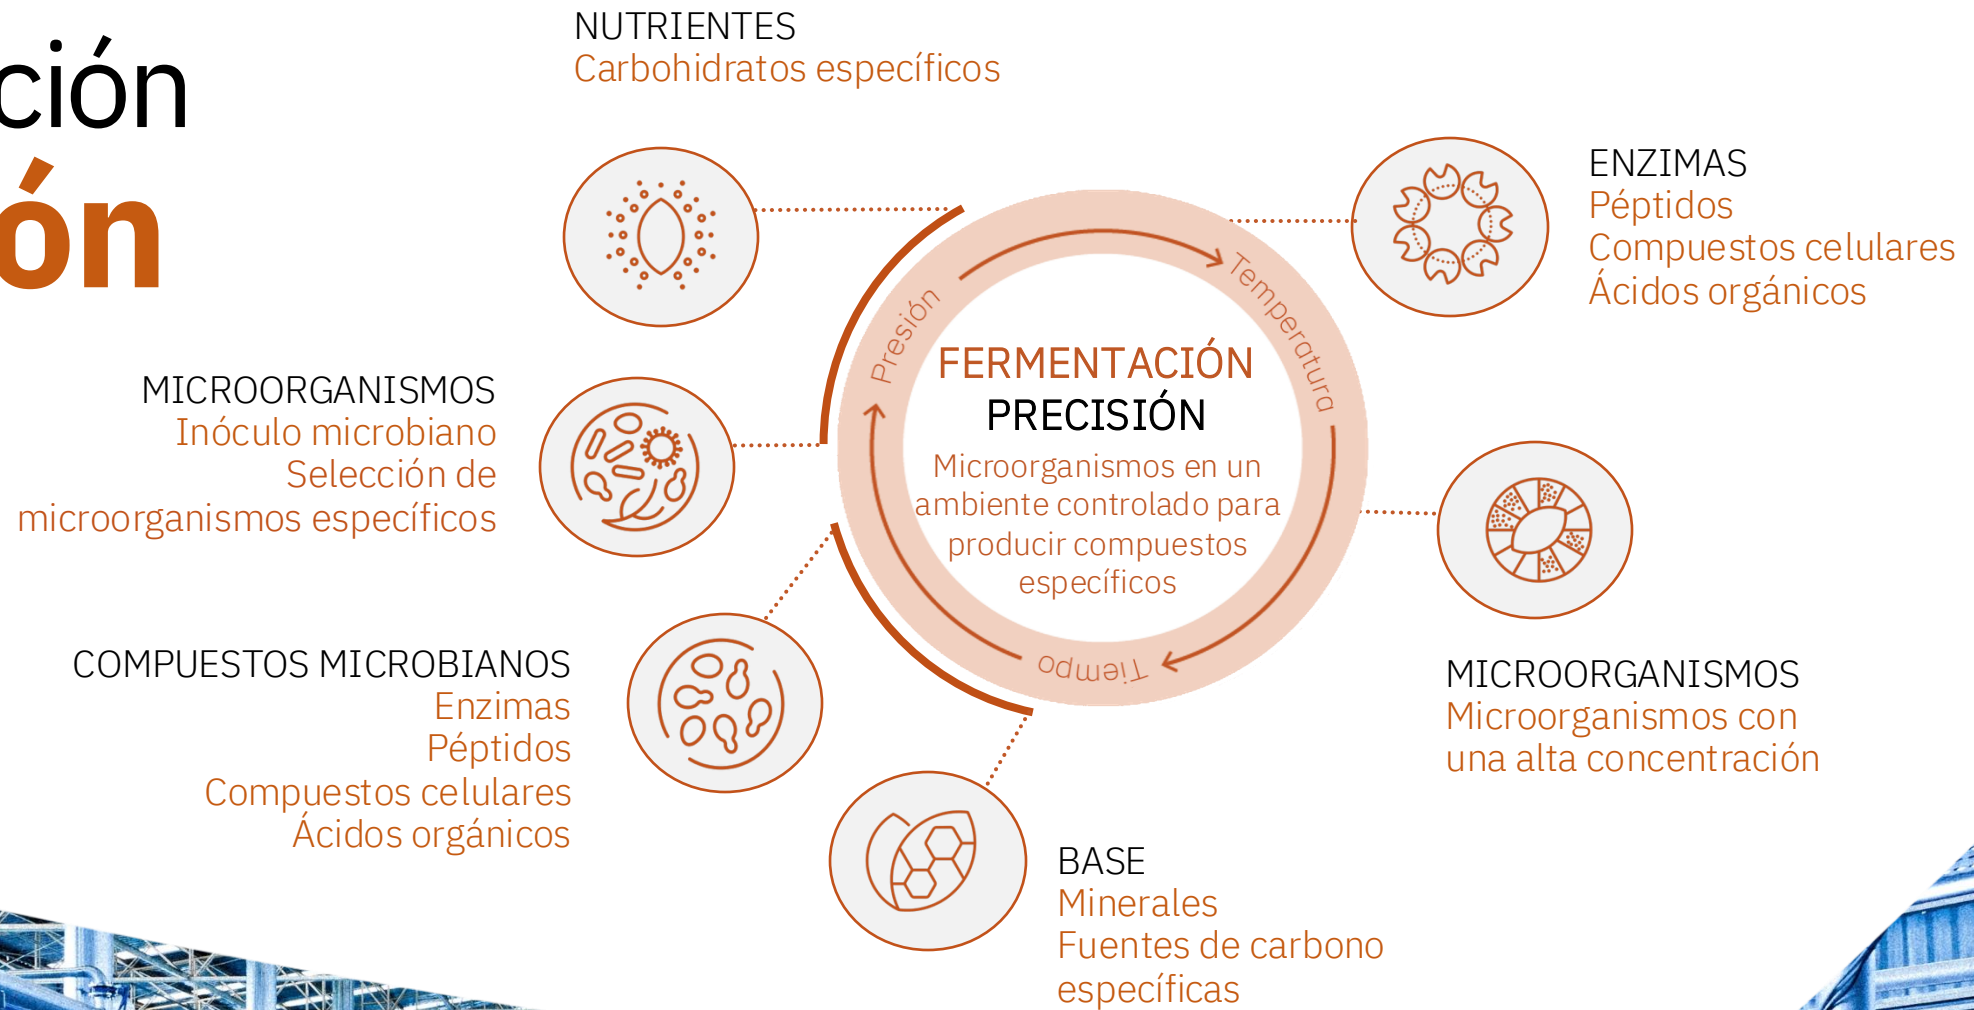 ción
ón
NUTRIENTES
Carbohidratos específicos
ENZIMAS
Péptidos
Compuestos celulares
Ácidos orgánicos
MICROORGANISMOS
Inóculo microbiano
Selección de
microorganismos específicos
Presión
Temperatura
Tiempo
FERMENTACIÓN
PRECISIÓN
Microorganismos en un
ambiente controlado para
producir compuestos
específicos
COMPUESTOS MICROBIANOS
Enzimas
Péptidos
Compuestos celulares
Ácidos orgánicos
MICROORGANISMOS
Microorganismos con
una alta concentración
BASE
Minerales
Fuentes de carbono
específicas